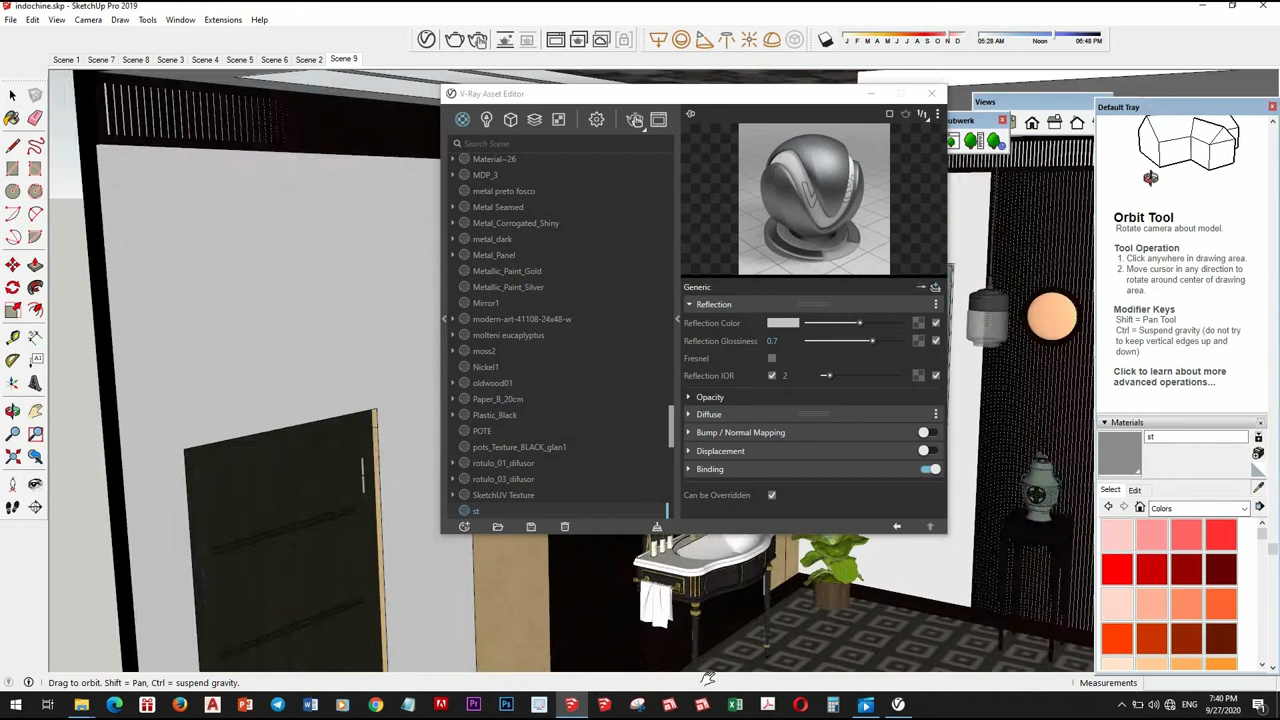 indochine.skp - SketchUp Pro 2019
File Edit View Camera Draw Tools Window Extensions Help
J F M A M J J A S O N D
05:28 AM Noon 06:48 PM
Scene 1 Scene 7 Scene 8 Scene 3 Scene 4 Scene 5 Scene 6 Scene 2 Scene 9
V-Ray Asset Editor
Search Scene
Material~26
MDP_3
metal preto fosco
Metal Seamed
Metal_Corrogated_Shiny
metal_dark
Metal_Panel
Metallic_Paint_Gold
Metallic_Paint_Silver
Mirror1
modern-art-41108-24x48-w
molteni eucaplyptus
moss2
Nickel1
oldwood01
Paper_B_20cm
Plastic_Black
POTE
pots_Texture_BLACK_glan1
rotulo_01_difusor
rotulo_03_difusor
SketchUV Texture
st
1/1
Generic
Reflection
Reflection Color
Reflection Glossiness 0.7
Fresnel
Reflection IOR 2
Opacity
Diffuse
Bump / Normal Mapping
Displacement
Binding
Can be Overridden
Views
ubwerk
Default Tray
Orbit Tool
Rotate camera about model.
Tool Operation
1. Click anywhere in drawing area.
2. Move cursor in any direction to
rotate around center of drawing
area.
Modifier Keys
Shift = Pan Tool
Ctrl = Suspend gravity (do not try
to keep vertical edges up and
down)
Click to learn about more
advanced operations...
Materials
st
Select Edit
Colors
Drag to orbit. Shift = Pan, Ctrl = suspend gravity.
Measurements
ENG
7:40 PM
9/27/2020